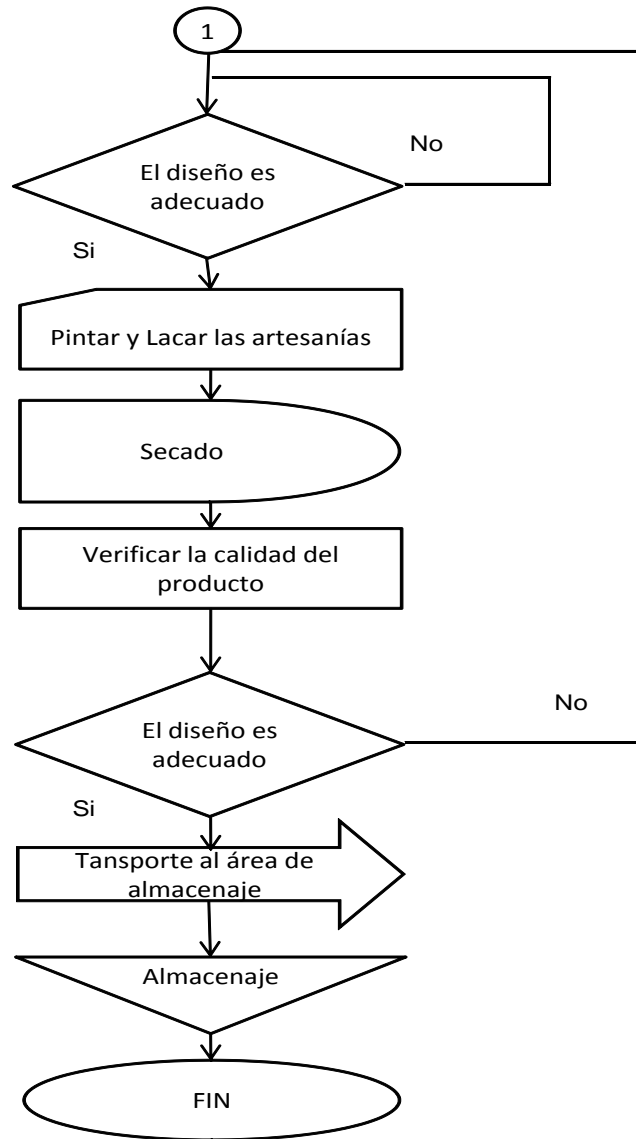 1
No
El diseño es
adecuado
Si
Pintar y Lacar las artesanías
Secado
Verificar la calidad del
producto
No
El diseño es
adecuado
Si
Tansporte al área de
almacenaje
Almacenaje
FIN